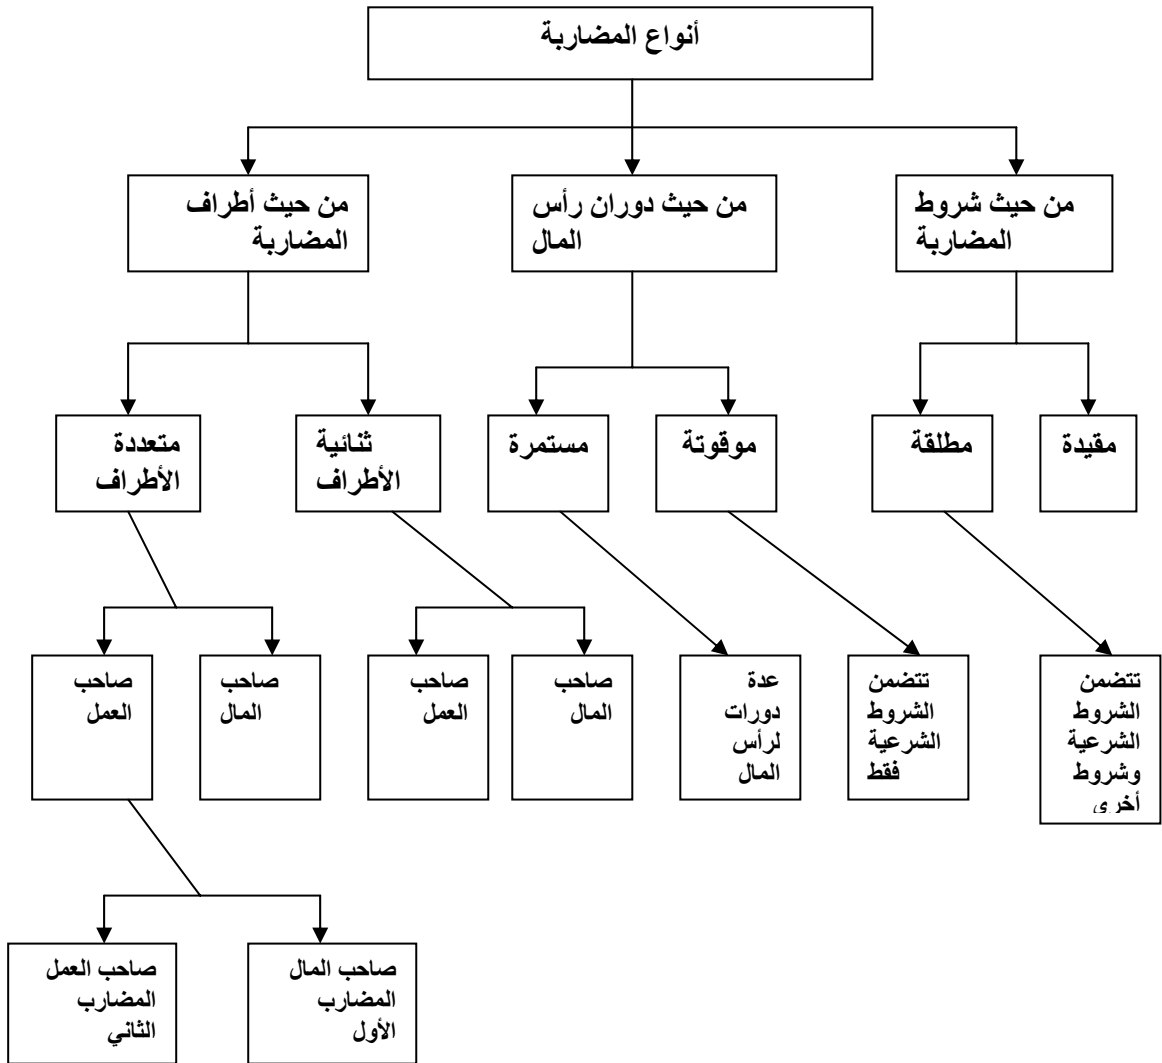 أنواع المضاربة
من حيث شروط
المضاربة
من حيث دوران رأس
المال
من حيث أطراف
المضاربة
مقيدة
مطلقة
موقوتة
مستمرة
ثنائية
الأطراف
متعددة
الأطراف
تتضمن
الشروط
الشرعية
وشروط
أخرى
تتضمن
الشروط
الشرعية
فقط
عدة
دورات
لرأس
المال
صاحب
المال
صاحب
العمل
صاحب
المال
صاحب
العمل
صاحب المال
المضارب
الأول
صاحب العمل
المضارب
الثاني